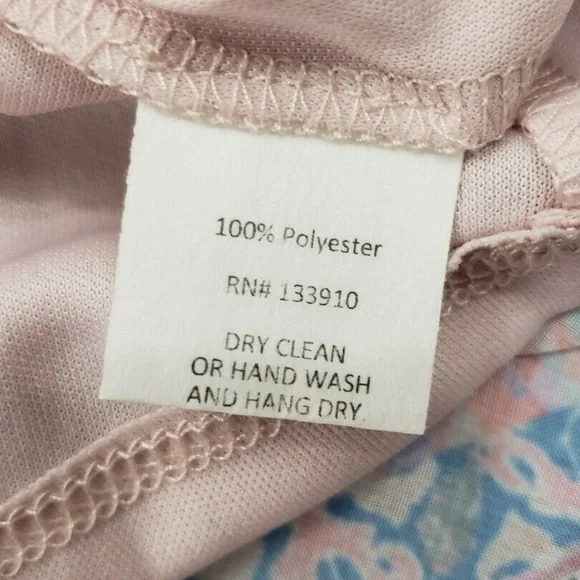 100% Polyester
RN# 133910
DRY CLEAN
OR HAND WASH
AND HANG DRY.